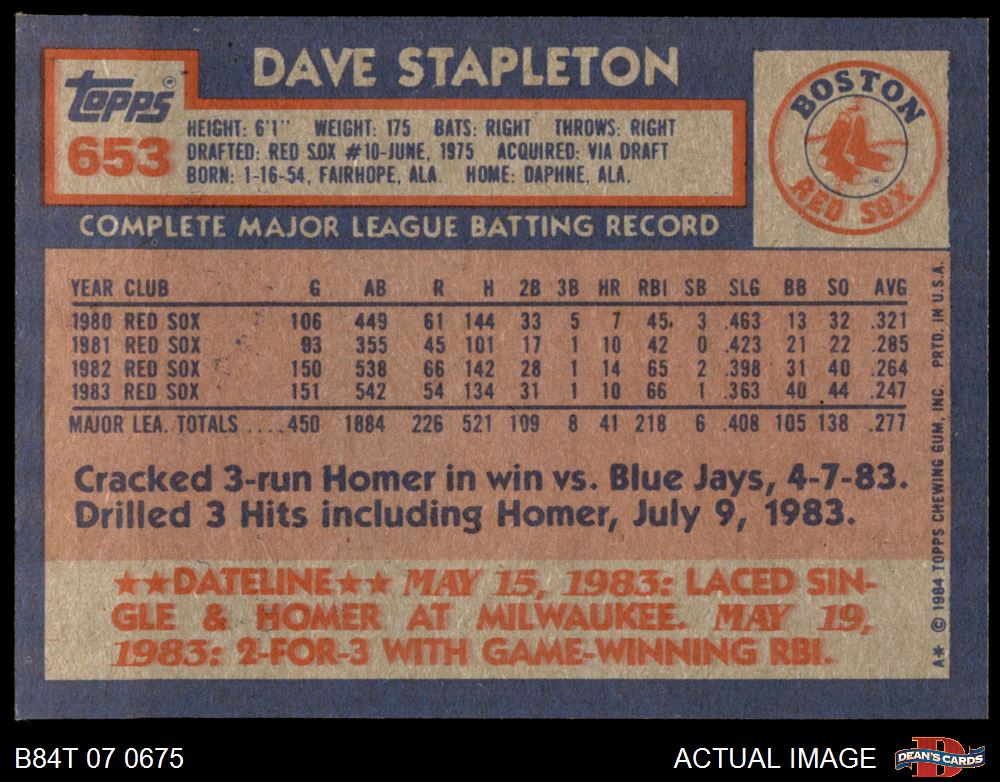 DAVE STAPLETON
Topps®
653
HEIGHT: 6'1" WEIGHT: 175 BATS: RIGHT THROWS: RIGHT
DRAFTED: RED SOX #10-JUNE, 1975 ACQUIRED: VIA DRAFT
BORN: 1-16-54, FAIRHOPE, ALA. HOME: DAPHNE, ALA.
BOSTON
RED SOX
COMPLETE MAJOR LEAGUE BATTING RECORD
YEAR CLUB G AB R H 2B 3B HR RBI SB SLG BB SO AVG
1980 RED SOX 106 449 61 144 33 5 7 45 3 .463 13 32 .321
1981 RED SOX 93 355 45 101 17 1 10 42 0 .423 21 22 .285
1982 RED SOX 150 538 66 142 28 1 14 65 2 .398 31 40 .264
1983 RED SOX 151 542 54 134 31 1 10 66 1 .363 40 44 .247
MAJOR LEA. TOTALS ....450 1884 226 521 109 8 41 218 6 .408 105 138 .277
Cracked 3-run Homer in win vs. Blue Jays, 4-7-83.
Drilled 3 Hits including Homer, July 9, 1983.
★★DATELINE★★ MAY 15, 1983: LACED SIN-
GLE & HOMER AT MILWAUKEE. MAY 19,
1983: 2-FOR-3 WITH GAME-WINNING RBI.
A* © 1984 TOPPS CHEWING GUM, INC. PRTD. IN U.S.A.
B84T 07 0675
ACTUAL IMAGE
D
DEAN'S CARDS